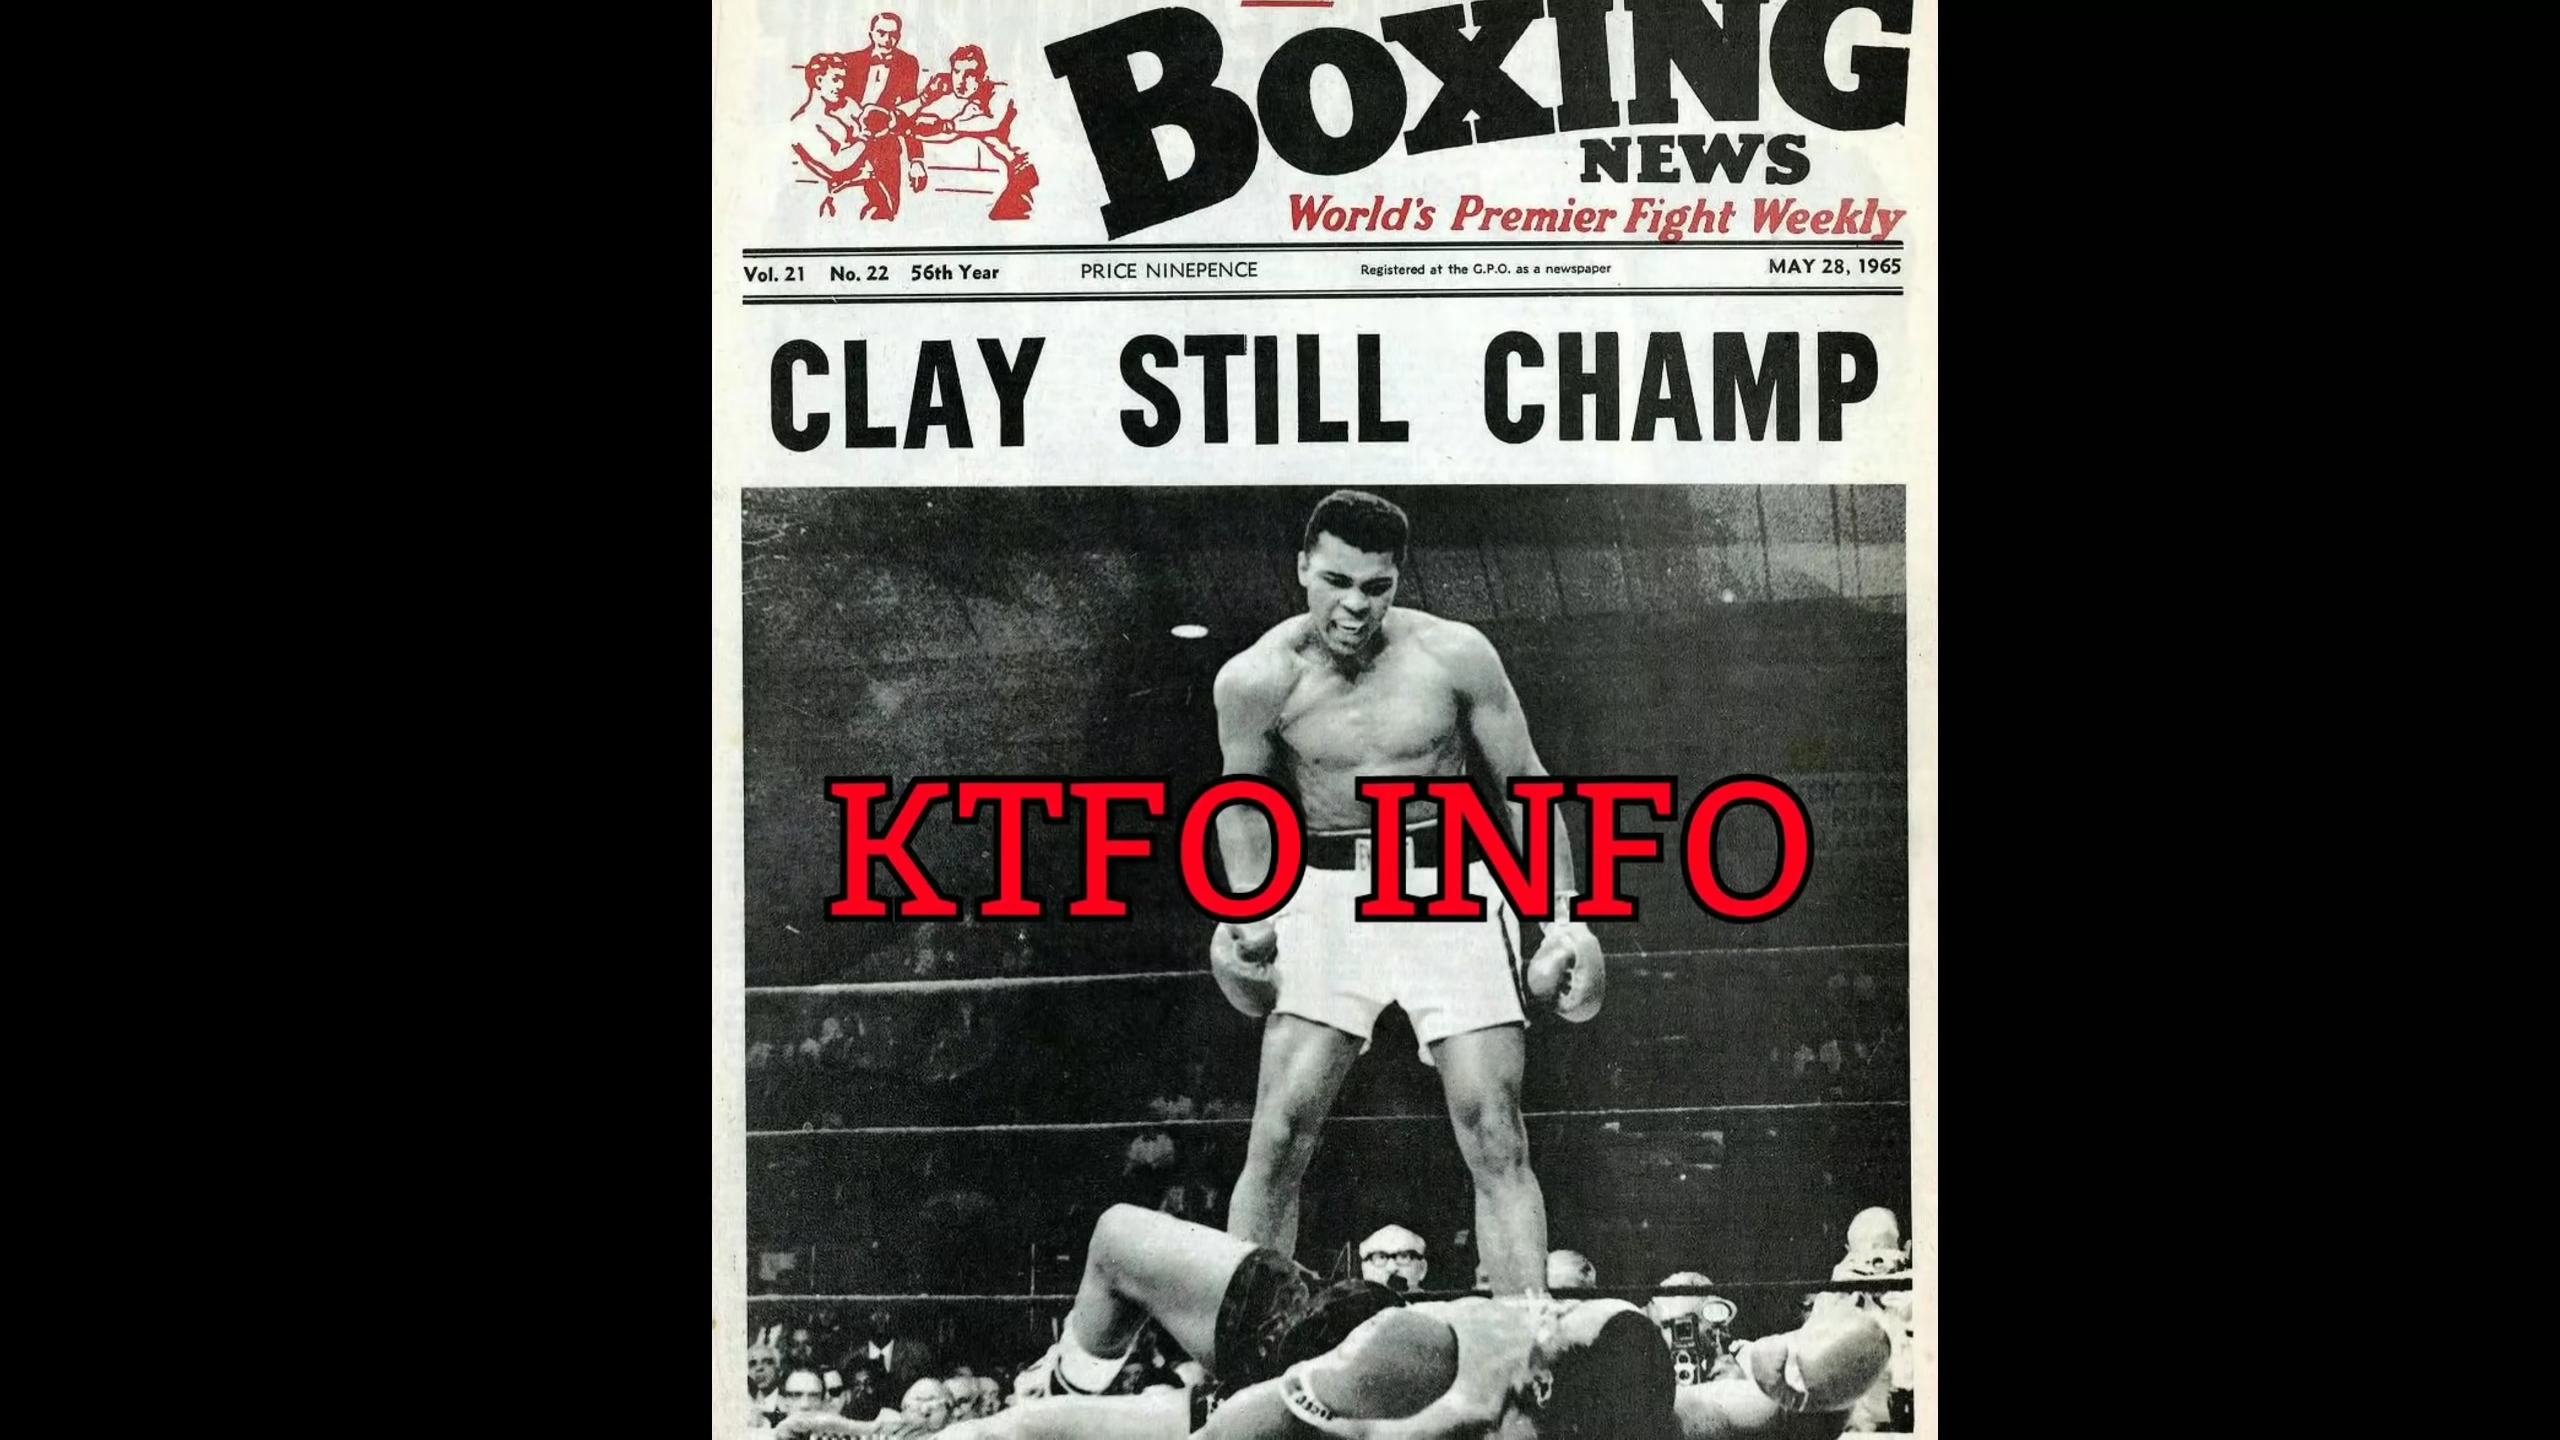 BOXING
NEWS
World's Premier Fight Weekly
Vol. 21 No. 22 56th Year PRICE NINEPENCE Registered at the G.P.O. as a newspaper MAY 28, 1965
CLAY STILL CHAMP
KTFO INFO